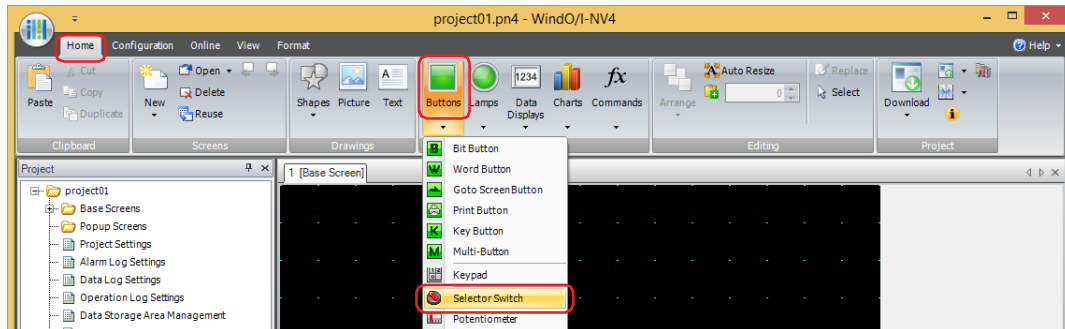 project01.pn4 - WindO/I-NV4
Home Configuration Online View Format Help
Cut Open Auto Resize Replace
Copy Delete 0 Select
Paste Duplicate New Reuse Shapes Picture Text Buttons Lamps 1234 Data Displays Charts fx Commands Arrange Download
Clipboard Screens Drawings Editing Project
Project
1 [Base Screen]
B Bit Button
W Word Button
Goto Screen Button
Print Button
K Key Button
M Multi-Button
Keypad
Selector Switch
Potentiometer
project01
Base Screens
Popup Screens
Project Settings
Alarm Log Settings
Data Log Settings
Operation Log Settings
Data Storage Area Management